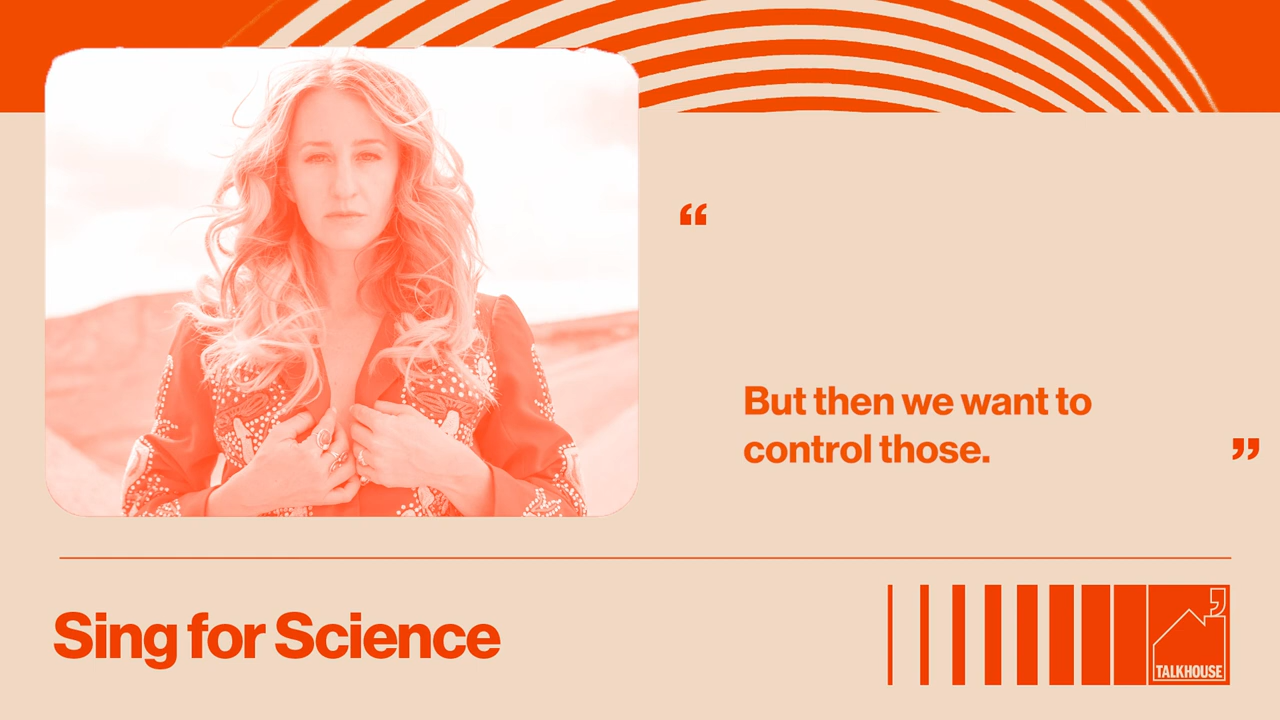 “
But then we want to
control those.
”
Sing for Science
TALKHOUSE